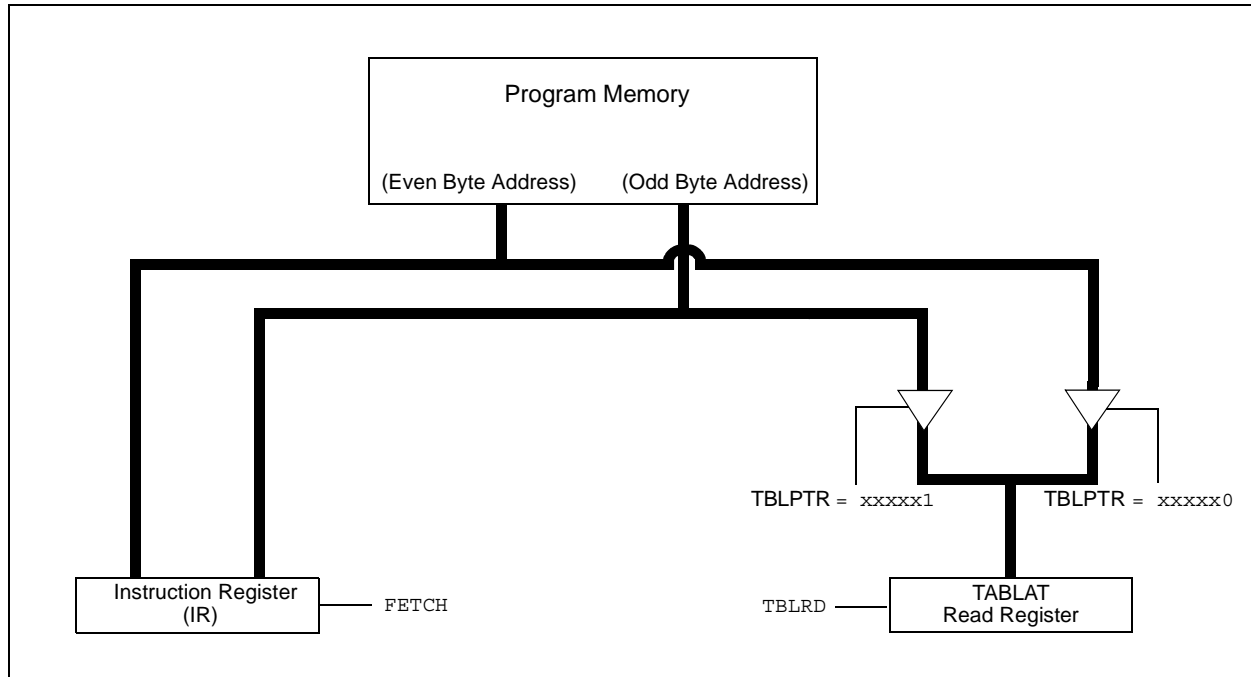 Program Memory
(Even Byte Address) (Odd Byte Address)
TBLPTR = xxxxx1
TBLPTR = xxxxx0
Instruction Register
(IR)
FETCH
TBLRD
TABLAT
Read Register